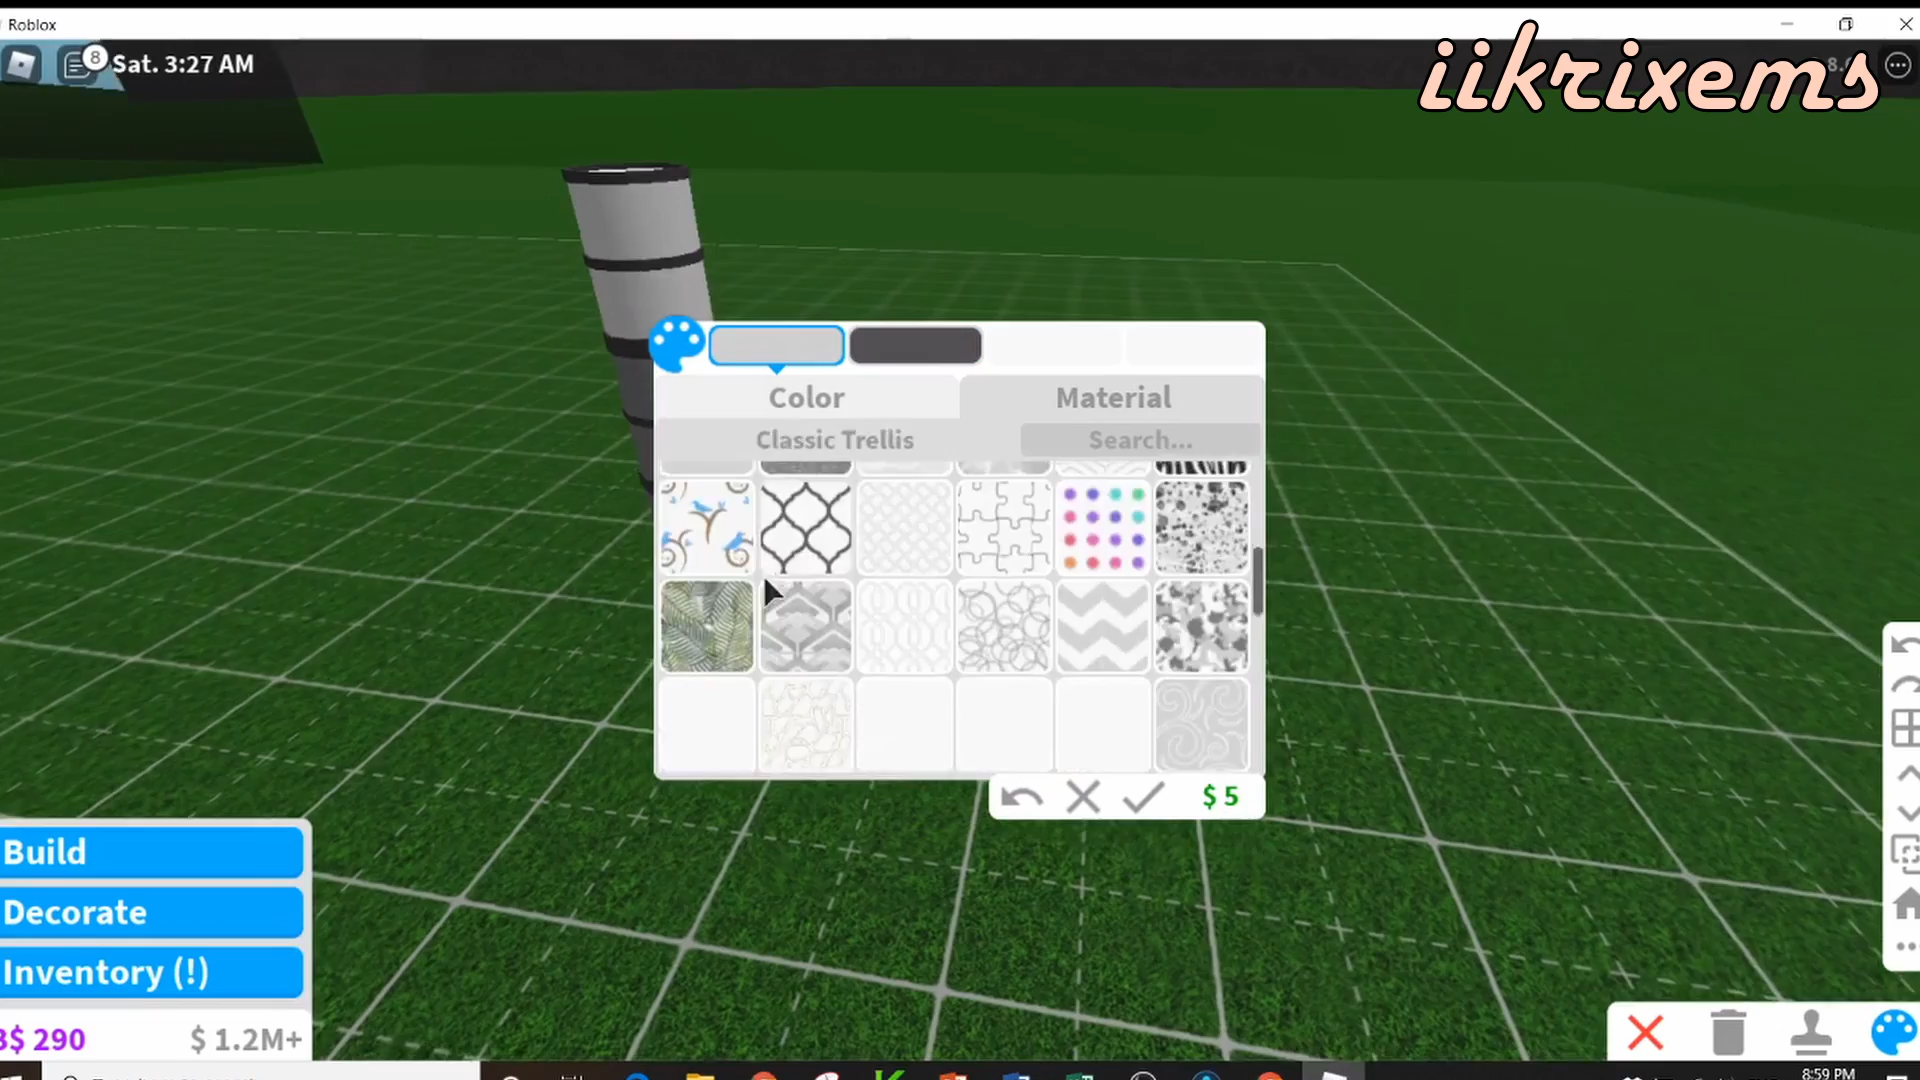 Roblox
8
Sat. 3:27 AM
iikrixems
Color
Material
Classic Trellis
Search...
$ 5
Build
Decorate
Inventory (!)
B$ 290
$ 1.2M+
8:59 PM